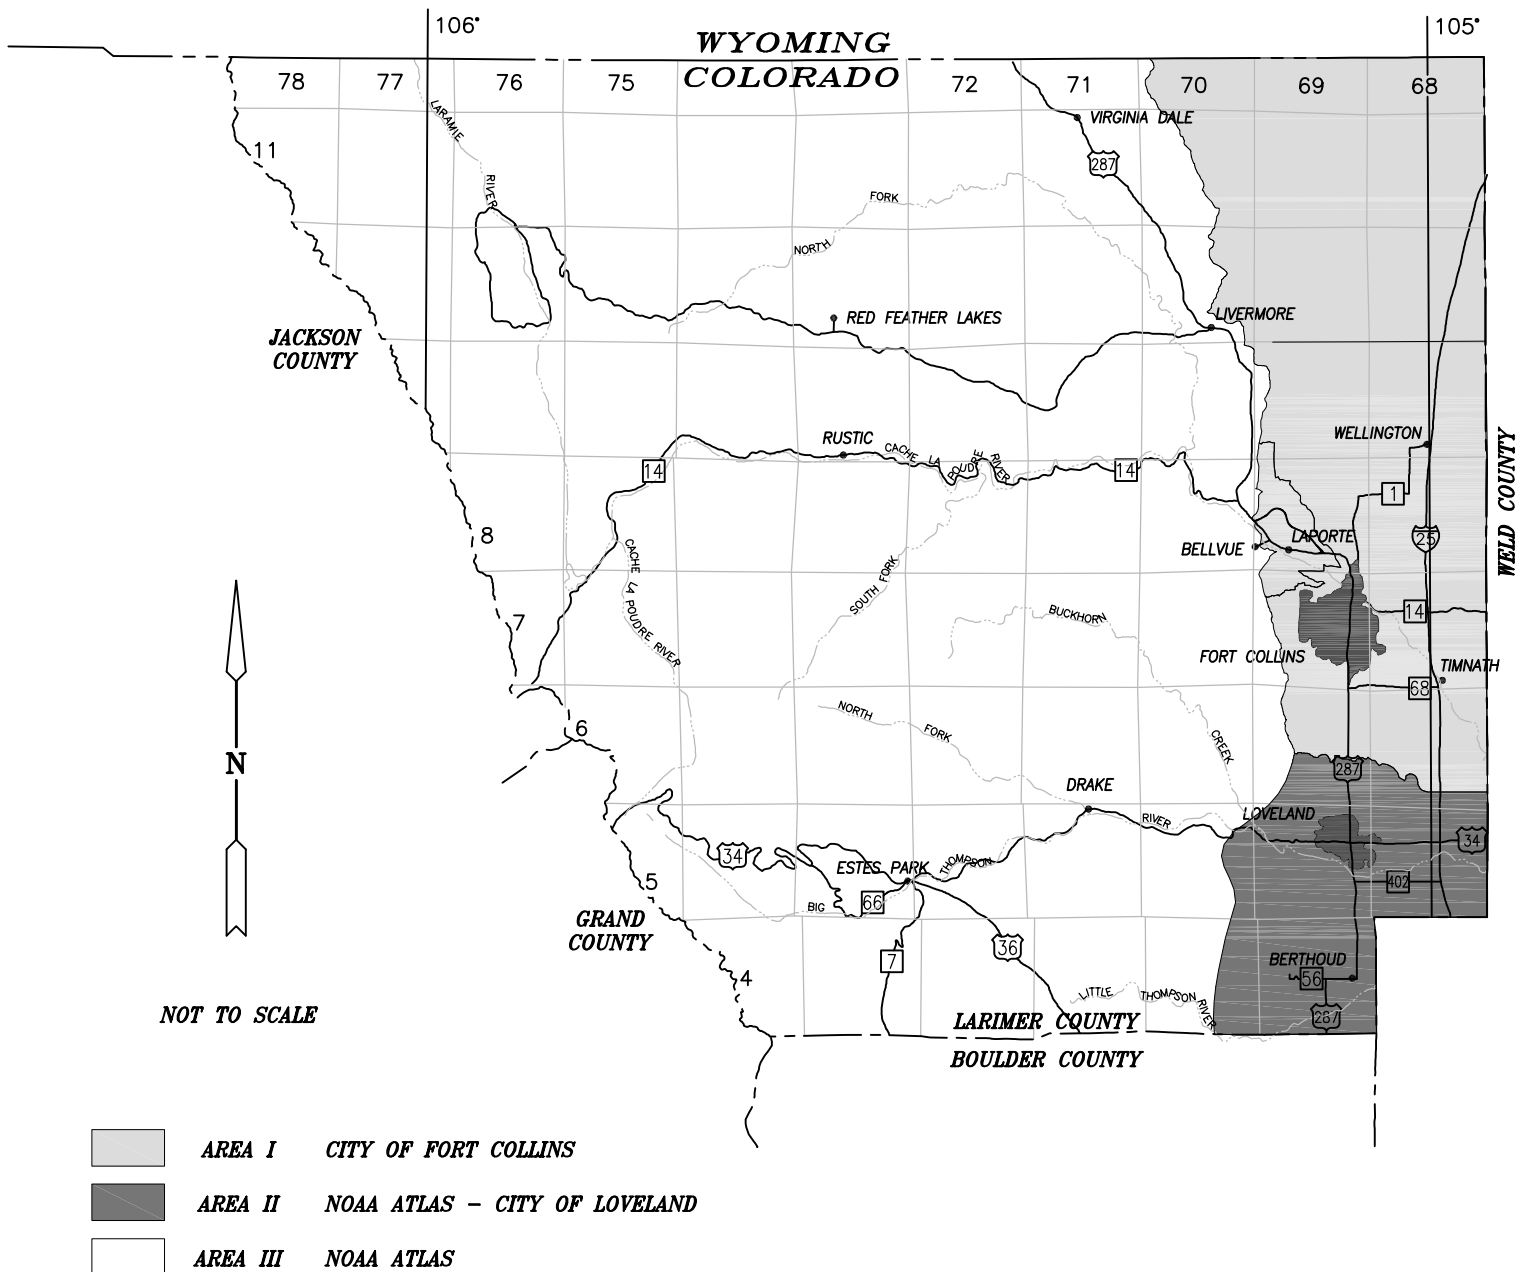 106°
105°
WYOMING
COLORADO
78
77
76
75
72
71
70
69
68
LARAMIE
RIVER
VIRGINIA DALE
11
287
FORK
NORTH
RED FEATHER LAKES
LIVERMORE
JACKSON
COUNTY
WELLINGTON
WELD COUNTY
RUSTIC
CACHE LA POUDRE RIVER
14
14
1
8
25
LAPORTE
BELLVUE
CACHE LA POUDRE RIVER
SOUTH FORK
7
BUCKHORN
14
FORT COLLINS
TIMNATH
68
6
NORTH
FORK
CREEK
N
287
DRAKE
LOVELAND
RIVER
34
34
THOMPSON
ESTES PARK
5
402
66
BIG
GRAND
COUNTY
36
7
BERTHOUD
56
4
LITTLE
THOMPSON
RIVER
287
NOT TO SCALE
LARIMER COUNTY
BOULDER COUNTY
AREA I CITY OF FORT COLLINS
AREA II NOAA ATLAS - CITY OF LOVELAND
AREA III NOAA ATLAS